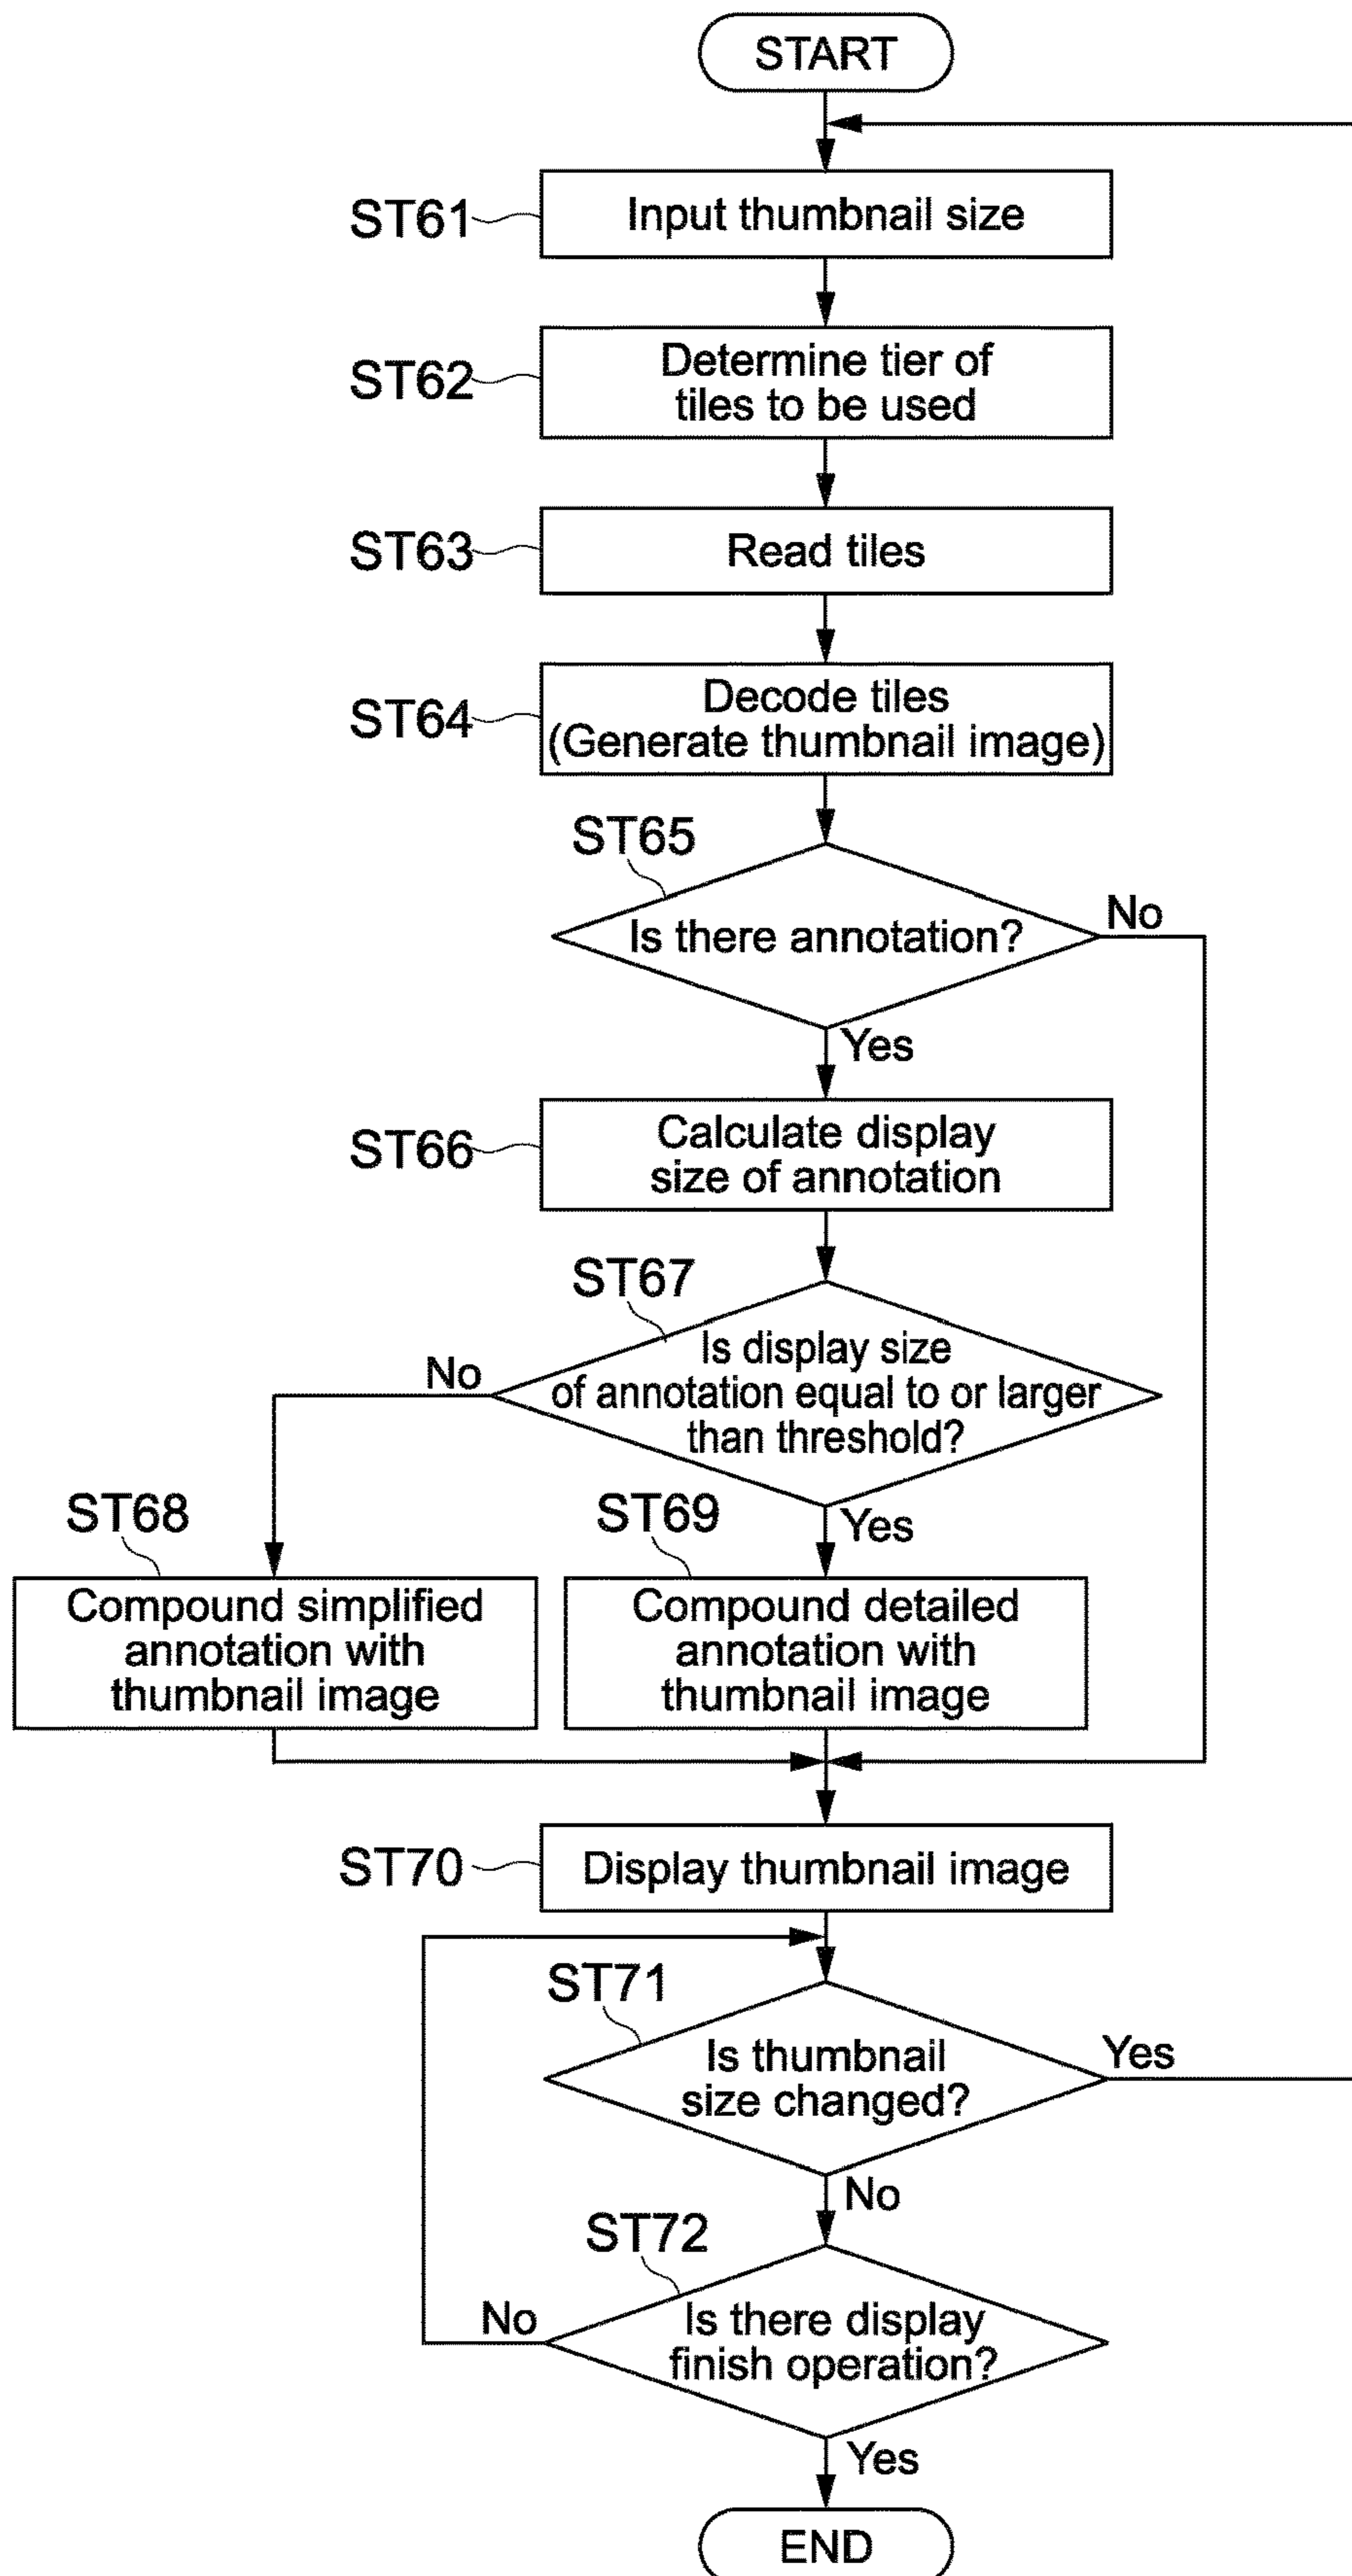 START
ST61
Input thumbnail size
ST62
Determine tier of
tiles to be used
ST63
Read tiles
ST64
Decode tiles
(Generate thumbnail image)
ST65
Is there annotation?
No
Yes
ST66
Calculate display
size of annotation
ST67
Is display size
of annotation equal to or larger
than threshold?
No
Yes
ST68
Compound simplified
annotation with
thumbnail image
ST69
Compound detailed
annotation with
thumbnail image
ST70
Display thumbnail image
ST71
Is thumbnail
size changed?
Yes
No
ST72
Is there display
finish operation?
No
Yes
END